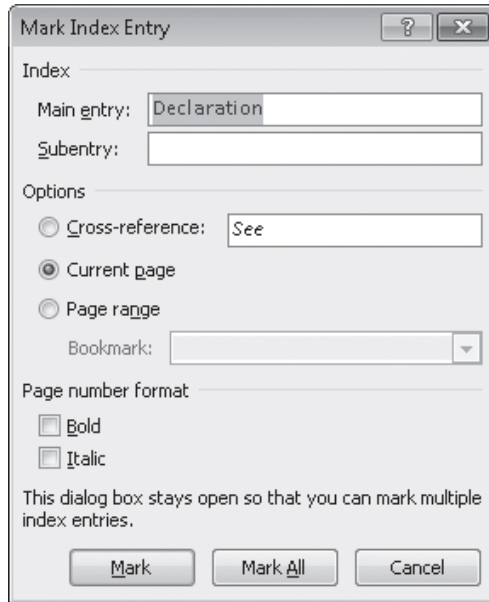 Mark Index Entry
Index
Main entry: Declaration
Subentry:
Options
Cross-reference: See
Current page
Page range
Bookmark:
Page number format
Bold
Italic
This dialog box stays open so that you can mark multiple
index entries.
Mark Mark All Cancel